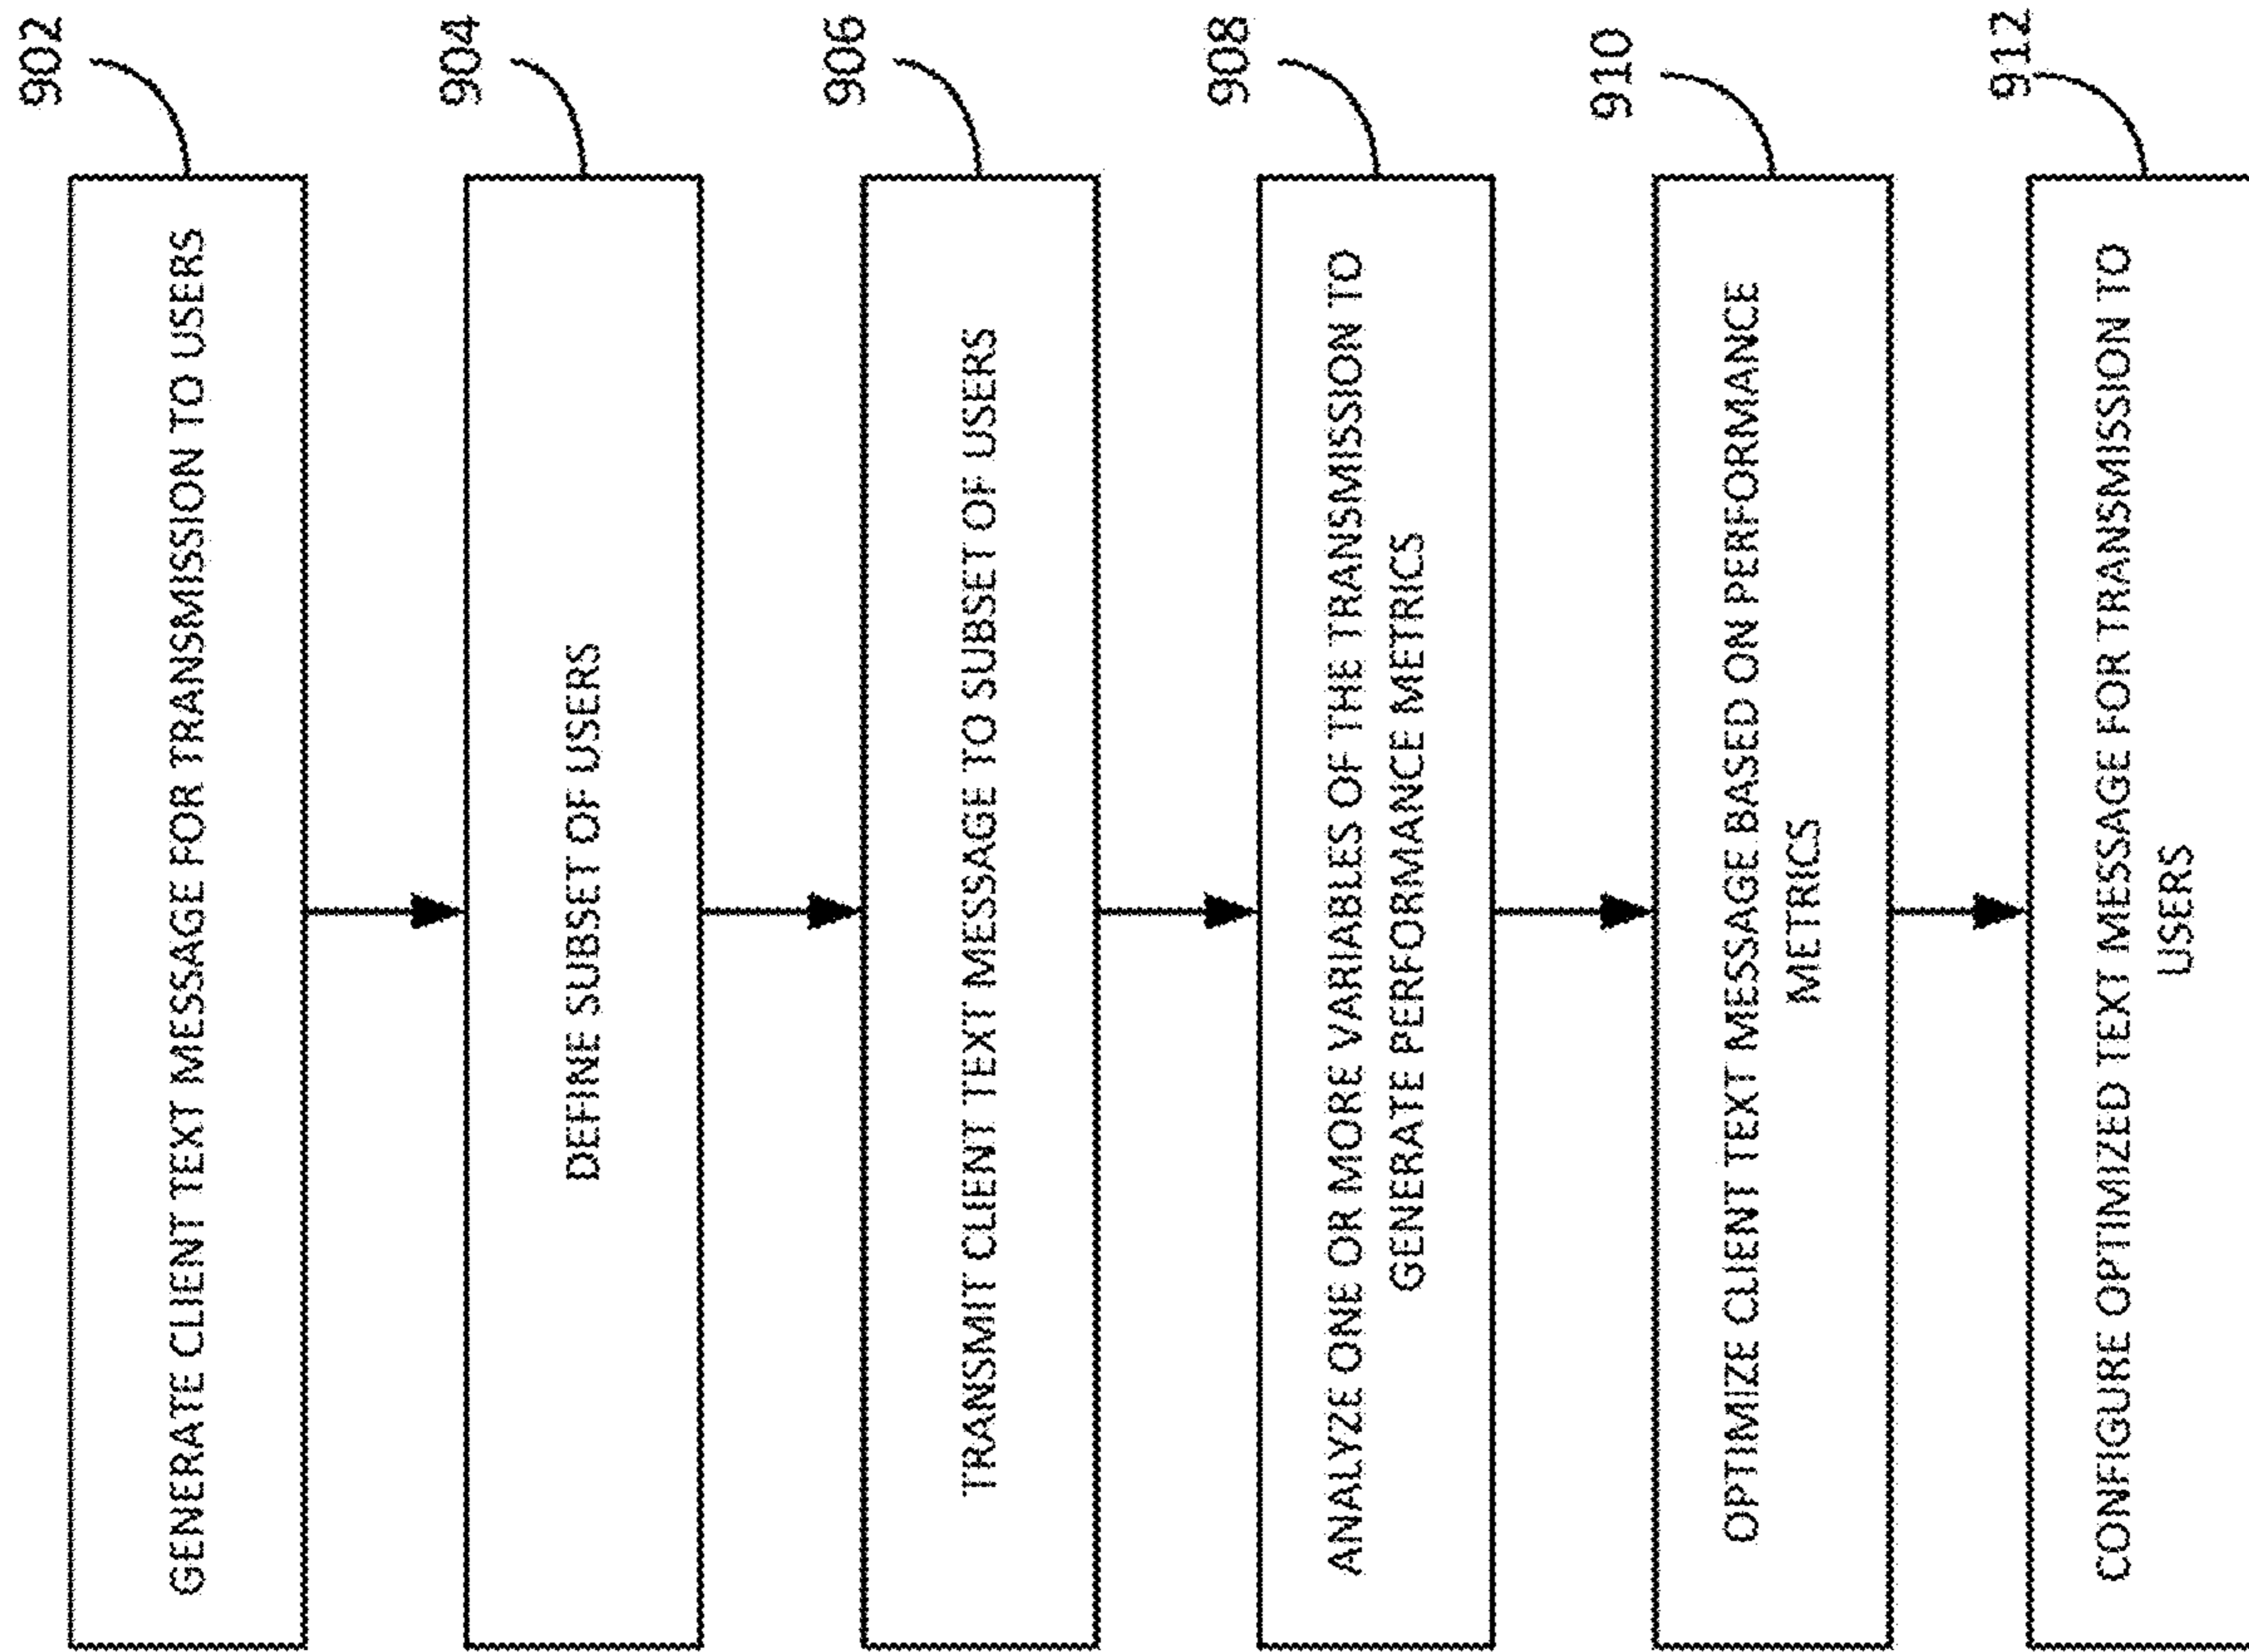 902
GENERATE CLIENT TEXT MESSAGE FOR TRANSMISSION TO USERS
904
DEFINE SUBSET OF USERS
906
TRANSMIT CLIENT TEXT MESSAGE TO SUBSET OF USERS
908
ANALYZE ONE OR MORE VARIABLES OF THE TRANSMISSION TO
GENERATE PERFORMANCE METRICS
910
OPTIMIZE CLIENT TEXT MESSAGE BASED ON PERFORMANCE
METRICS
912
CONFIGURE OPTIMIZED TEXT MESSAGE FOR TRANSMISSION TO
USERS